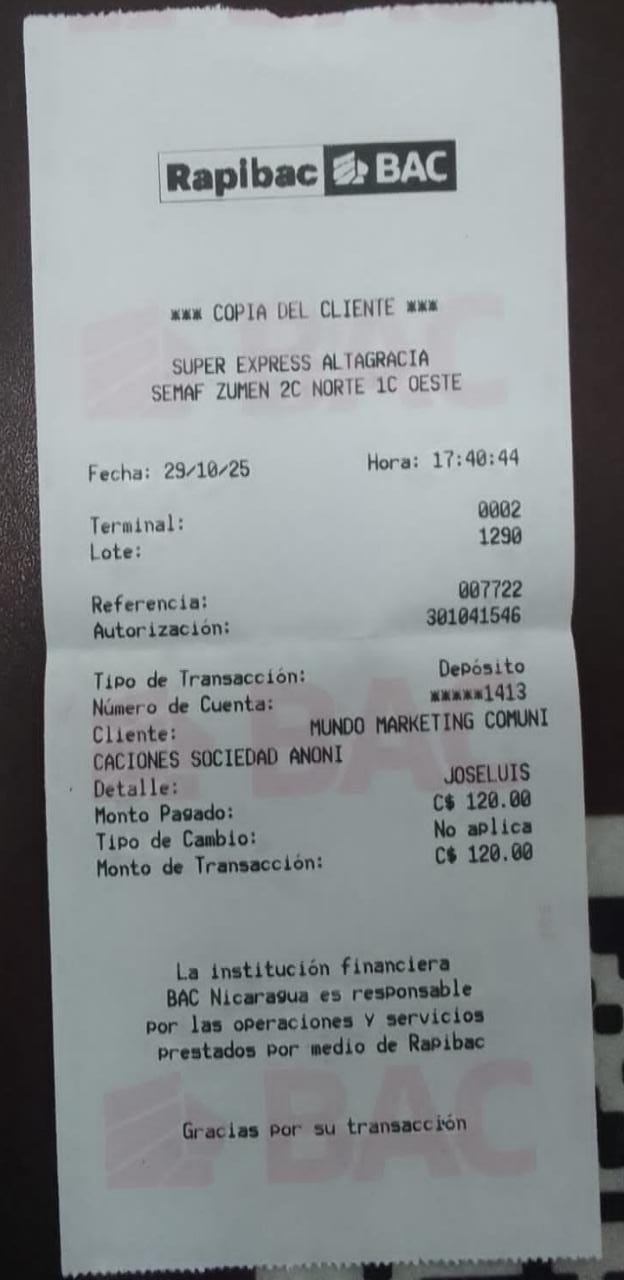 Rapibac BAC
*** COPIA DEL CLIENTE ***
SUPER EXPRESS ALTAGRACIA
SEMAF ZUMEN 2C NORTE 1C OESTE
Fecha: 29/10/25 Hora: 17:40:44
Terminal: 0002
Lote: 1290
Referencia: 007722
Autorización: 301041546
Tipo de Transacción: Depósito
Número de Cuenta: *****1413
Cliente: MUNDO MARKETING COMUNI
CACIONES SOCIEDAD ANONI
Detalle: JOSELUIS
Monto Pagado: C$ 120.00
Tipo de Cambio: No aplica
Monto de Transacción: C$ 120.00
La institución financiera
BAC Nicaragua es responsable
por las operaciones y servicios
prestados por medio de Rapibac
Gracias por su transacción
BAC
BAC
BAC